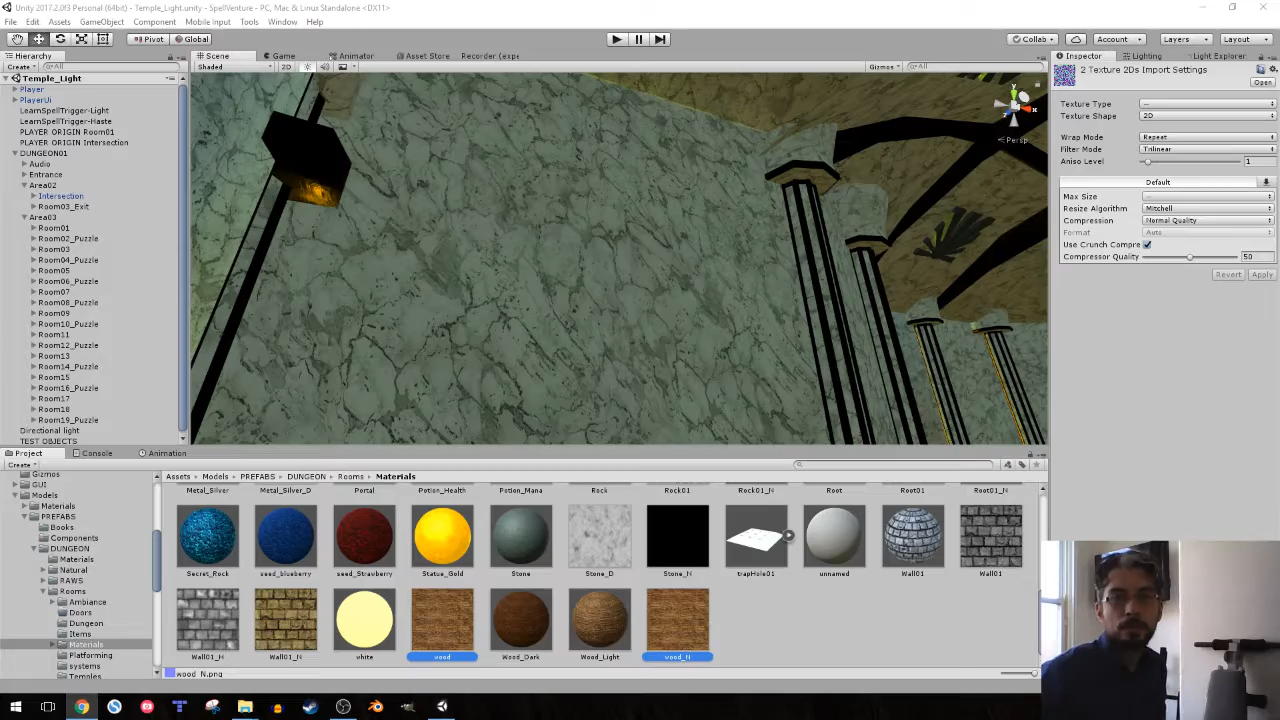 Unity 2017.2.0f3 Personal (64bit) - Temple_Light.unity - SpellVenture - PC, Mac & Linux Standalone <DX11>
File Edit Assets GameObject Component Mobile Input Tools Window Help
Pivot Global Collab Account Layers Layout
Hierarchy Scene Game Animator Asset Store Recorder (expe Inspector Lighting Light Explorer
Create All Shaded 2D Gizmos All
2 Texture 2Ds Import Settings
Open
Temple_Light
Player
PlayerUi
LearnSpellTrigger-Light
LearnSpellTrigger-Haste
PLAYER ORIGIN Room01
PLAYER ORIGIN Intersection
DUNGEON01
Audio
Entrance
Area02
Intersection
Room03_Exit
Area03
Room01
Room02_Puzzle
Room03
Room04_Puzzle
Room05
Room06_Puzzle
Room07
Room08_Puzzle
Room09
Room10_Puzzle
Room11
Room12_Puzzle
Room13
Room14_Puzzle
Room15
Room16_Puzzle
Room17
Room18
Room19_Puzzle
Directional light
TEST OBJECTS
y
x
z
Persp
Texture Type —
Texture Shape 2D
Wrap Mode Repeat
Filter Mode Trilinear
Aniso Level 1
Default
Max Size —
Resize Algorithm Mitchell
Compression Normal Quality
Format Auto
Use Crunch Compre
Compressor Quality 50
Revert Apply
Project Console Animation
Create
Gizmos
GUI
Models
Materials
PREFABS
Books
Components
DUNGEON
Materials
Natural
RAWS
Rooms
Ambiance
Doors
Dungeon
Items
Materials
Platforming
systems
Temples
Assets Models PREFABS DUNGEON Rooms Materials
Metal_Silver Metal_Silver_D Portal Potion_Health Potion_Mana Rock Rock01 Rock01_N Root Root01 Root01_N
Secret_Rock seed_blueberry seed_Strawberry Statue_Gold Stone Stone_D Stone_N trapHole01 unnamed Wall01 Wall01
Wall01_H Wall01_N white wood Wood_Dark Wood_Light wood_N
wood_N.png